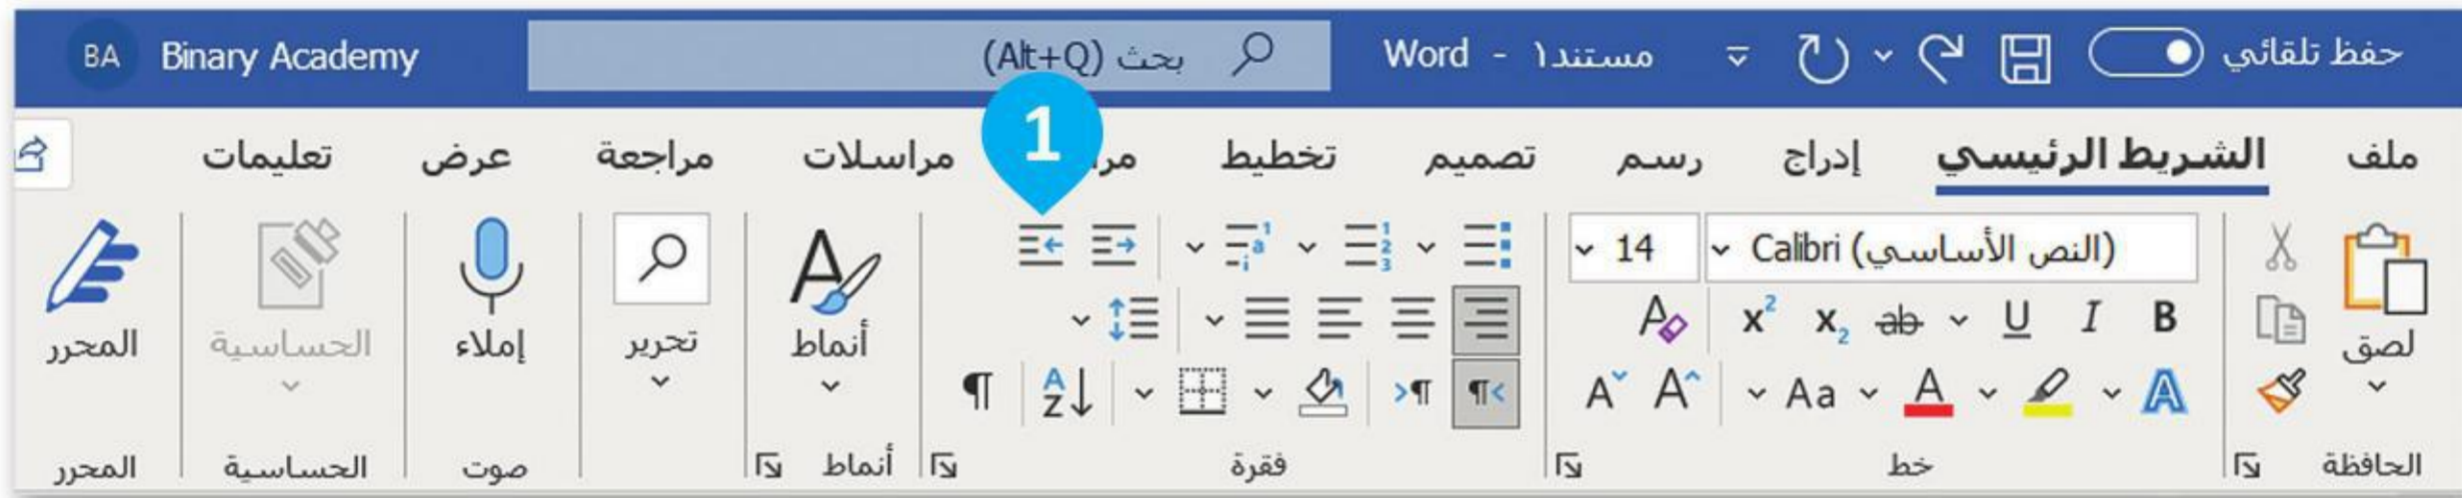 حفظ تلقائي مستند١ - Word بحث (Alt+Q) Binary Academy BA
1
ملف الشريط الرئيسي إدراج رسم تصميم تخطيط مراسلات مراجعة عرض تعليمات
Calibri (النص الأساسي) 14
B I U ab x₂ x²
لصق أنماط تحرير إملاء الحساسية المحرر
A A Aa A A A Z ¶
الحافظة خط فقرة أنماط صوت الحساسية المحرر